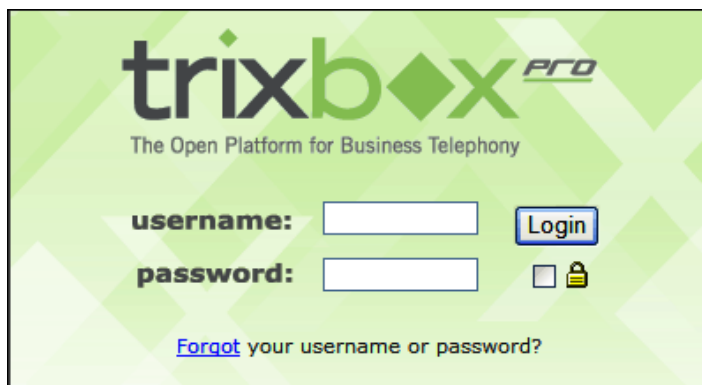 trixbox pro
The Open Platform for Business Telephony
username: Login
password:
Forgot your username or password?